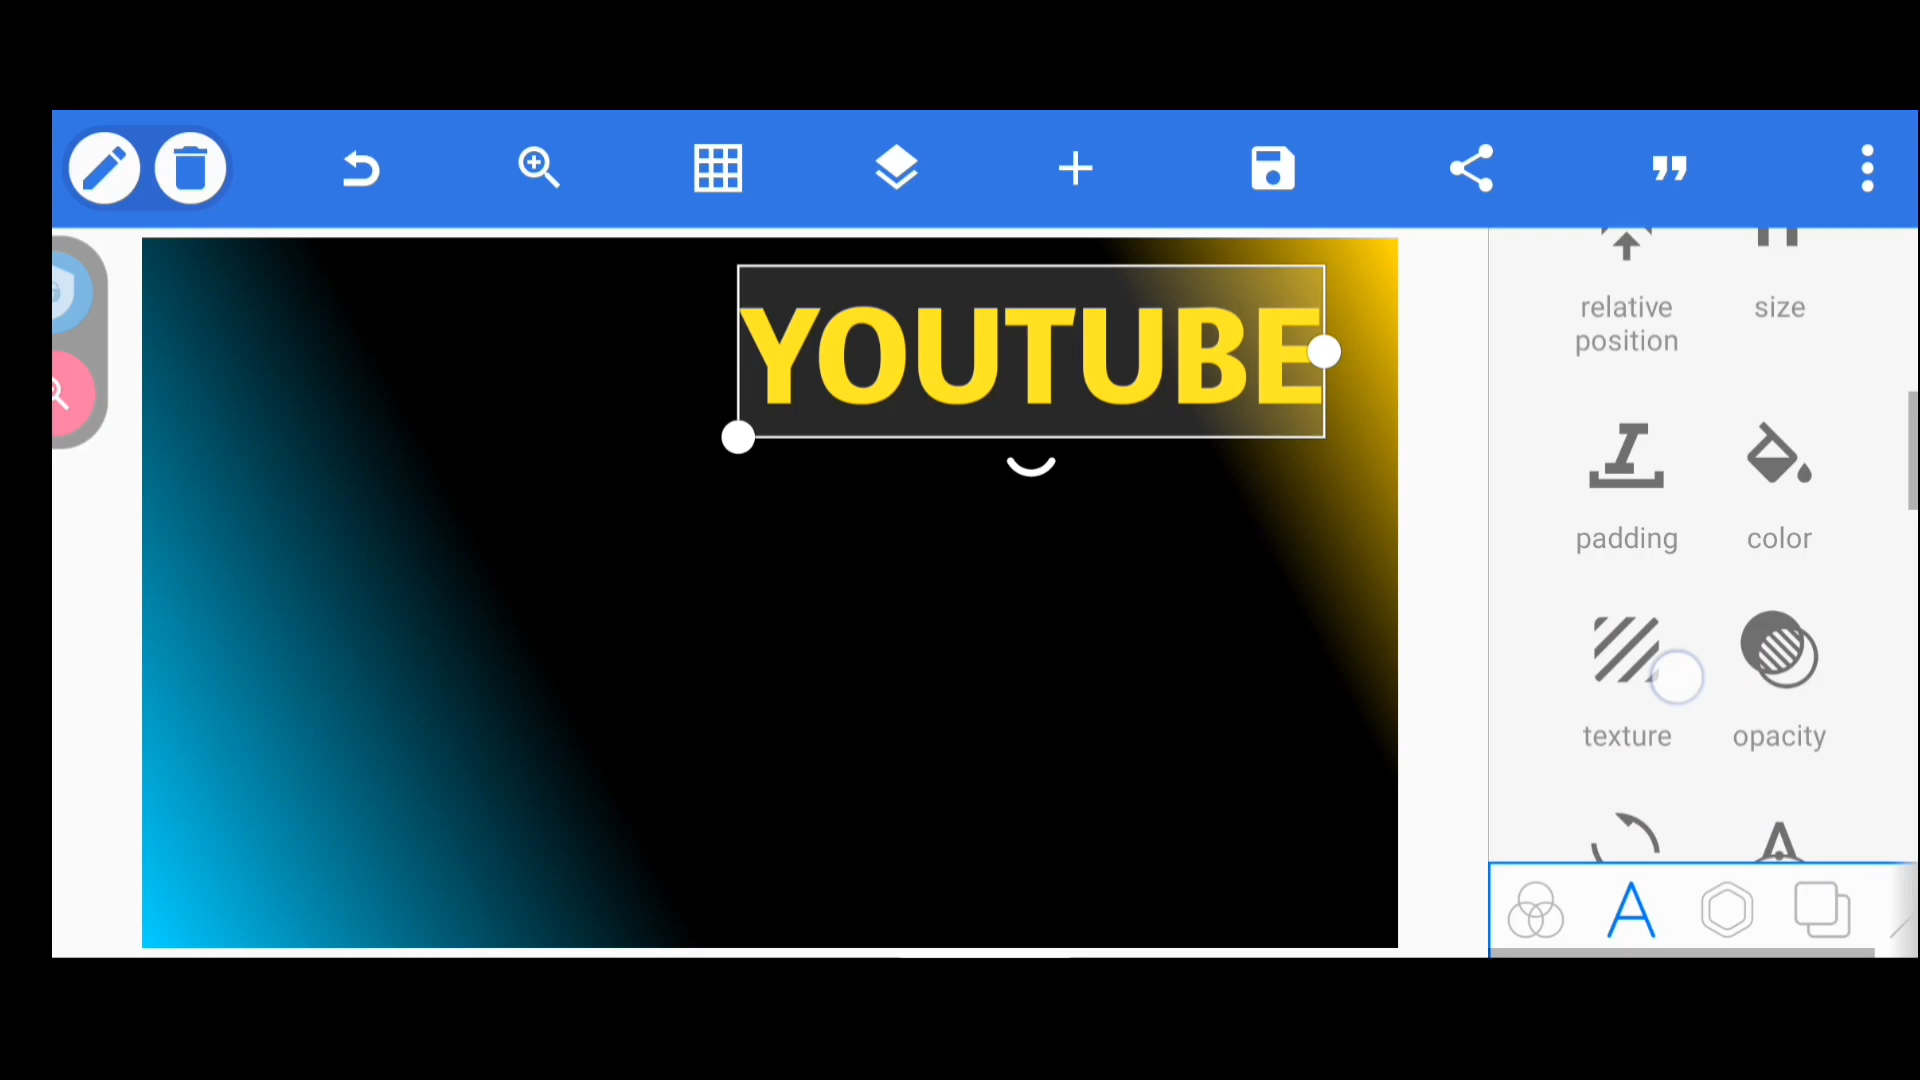 YOUTUBE
relative
position
size
padding
color
texture
opacity